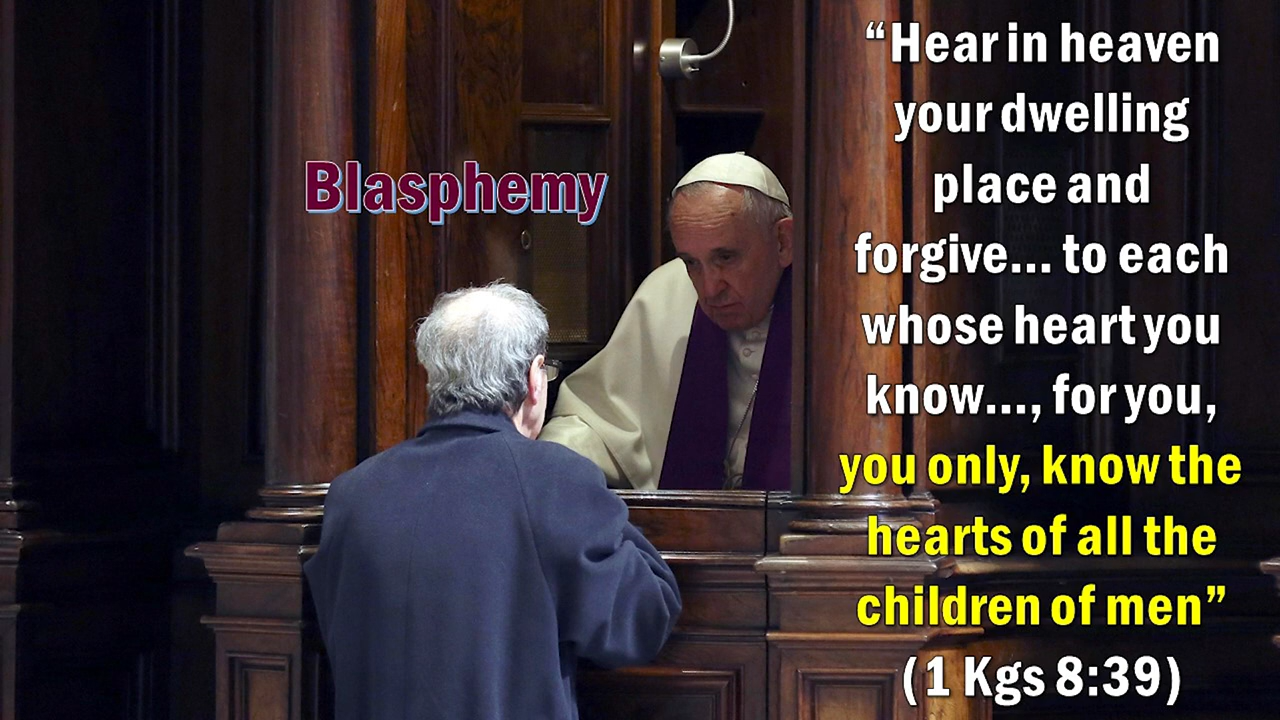 Blasphemy
“Hear in heaven
your dwelling
place and
forgive... to each
whose heart you
know..., for you,
you only, know the
hearts of all the
children of men”
(1 Kgs 8:39)